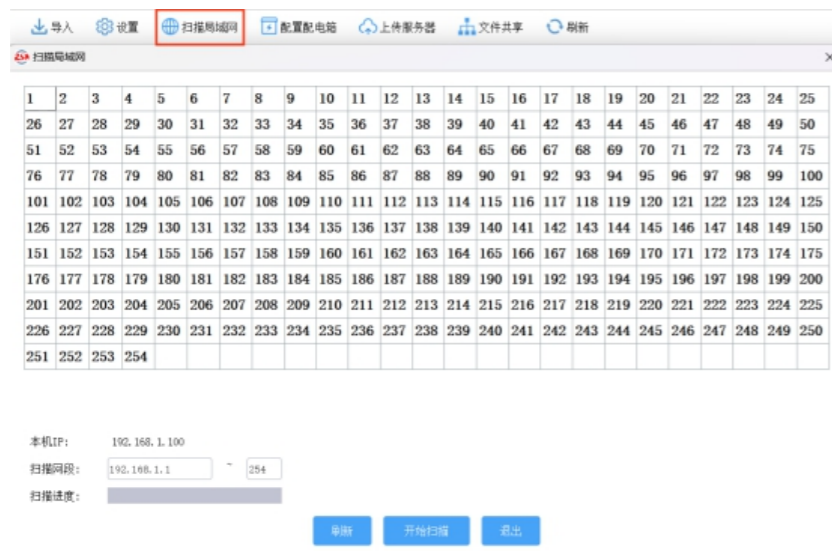 导入 设置 扫描局域网 配置配电箱 上传服务器 文件共享 刷新
扫描局域网 ×
1 2 3 4 5 6 7 8 9 10 11 12 13 14 15 16 17 18 19 20 21 22 23 24 25
26 27 28 29 30 31 32 33 34 35 36 37 38 39 40 41 42 43 44 45 46 47 48 49 50
51 52 53 54 55 56 57 58 59 60 61 62 63 64 65 66 67 68 69 70 71 72 73 74 75
76 77 78 79 80 81 82 83 84 85 86 87 88 89 90 91 92 93 94 95 96 97 98 99 100
101 102 103 104 105 106 107 108 109 110 111 112 113 114 115 116 117 118 119 120 121 122 123 124 125
126 127 128 129 130 131 132 133 134 135 136 137 138 139 140 141 142 143 144 145 146 147 148 149 150
151 152 153 154 155 156 157 158 159 160 161 162 163 164 165 166 167 168 169 170 171 172 173 174 175
176 177 178 179 180 181 182 183 184 185 186 187 188 189 190 191 192 193 194 195 196 197 198 199 200
201 202 203 204 205 206 207 208 209 210 211 212 213 214 215 216 217 218 219 220 221 222 223 224 225
226 227 228 229 230 231 232 233 234 235 236 237 238 239 240 241 242 243 244 245 246 247 248 249 250
251 252 253 254
本机IP: 192.168.1.100
扫描网段: 192.168.1.1 ~ 254
扫描进度:
刷新 开始扫描 退出